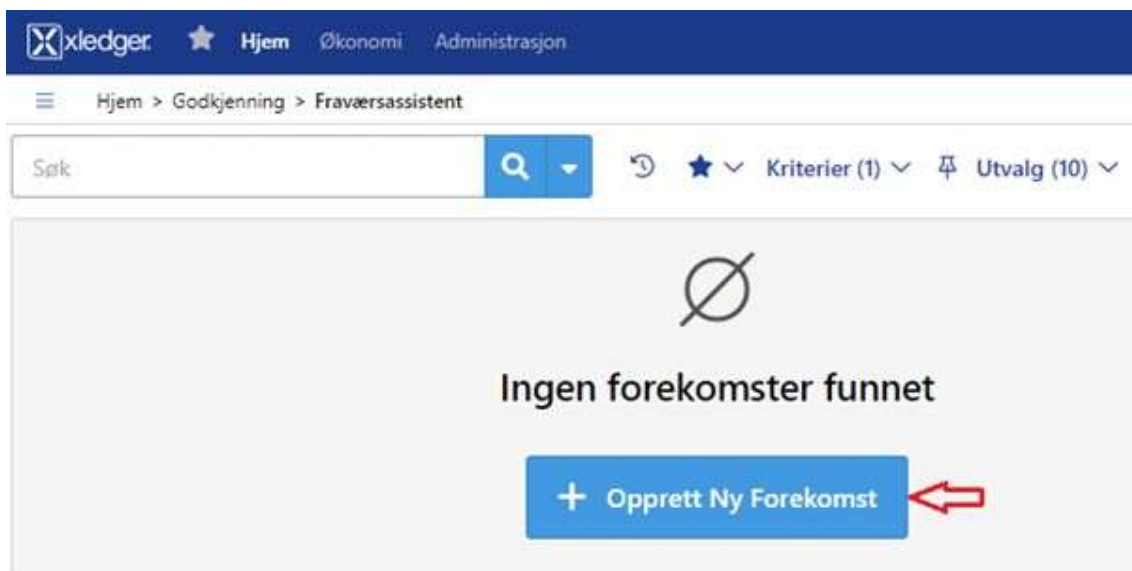 xledger Hjem Økonomi Administrasjon
Hjem > Godkjenning > Fraværsassistent
Søk Kriterier (1) Utvalg (10)
Ingen forekomster funnet
+ Opprett Ny Forekomst